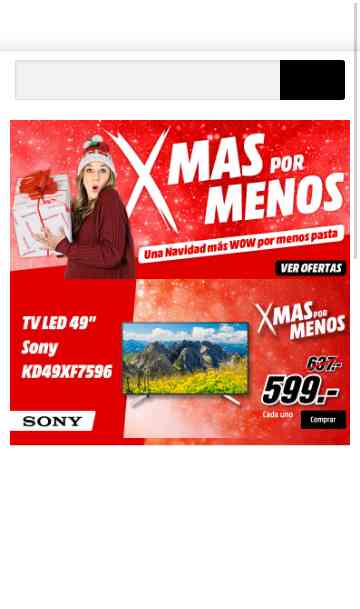 XMAS POR
MENOS
Una Navidad más WOW por menos pasta
VER OFERTAS
TV LED 49"
Sony
KD49XF7596
XMAS POR
MENOS
637.-
599.-
Cada uno
Comprar
SONY